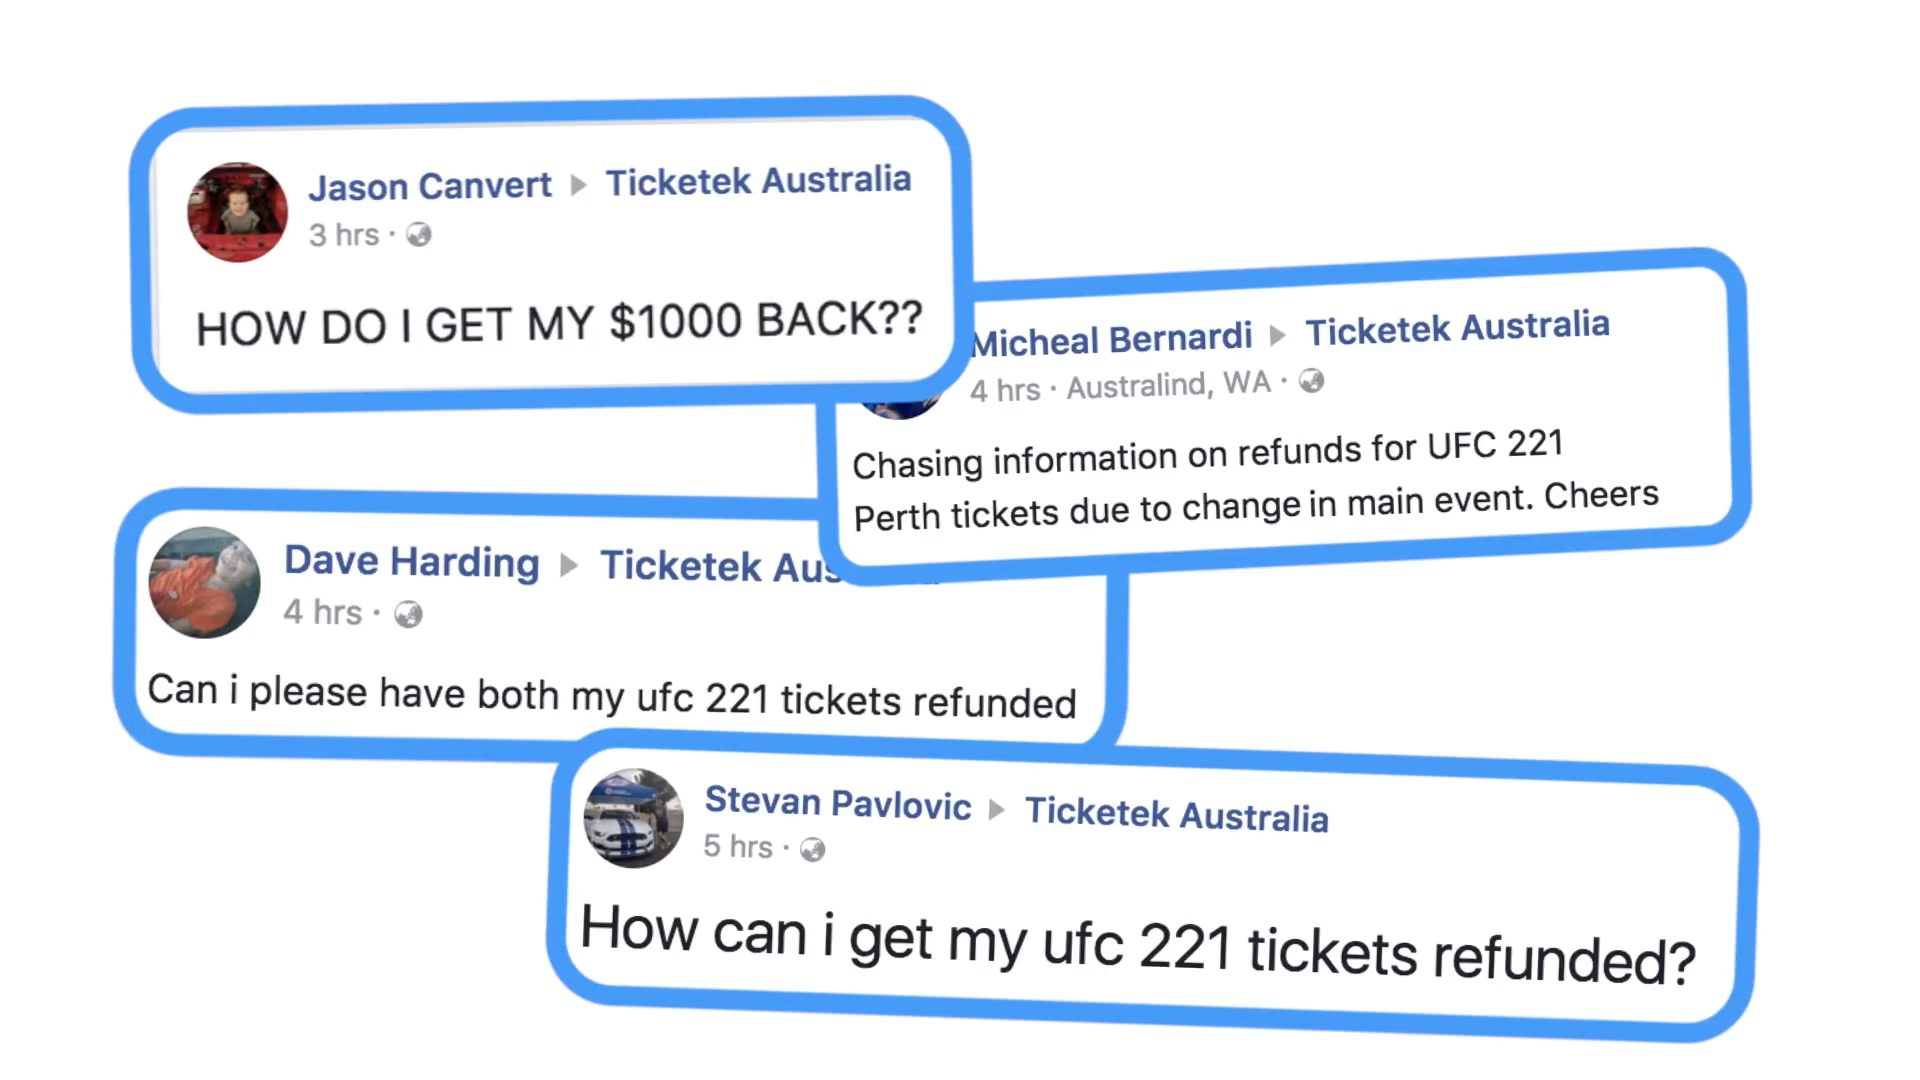 Jason Canvert ▸ Ticketek Australia
3 hrs ·
HOW DO I GET MY $1000 BACK??
Micheal Bernardi ▸ Ticketek Australia
4 hrs · Australind, WA ·
Chasing information on refunds for UFC 221
Perth tickets due to change in main event. Cheers
Dave Harding ▸ Ticketek Aus
4 hrs ·
Can i please have both my ufc 221 tickets refunded
Stevan Pavlovic ▸ Ticketek Australia
5 hrs ·
How can i get my ufc 221 tickets refunded?